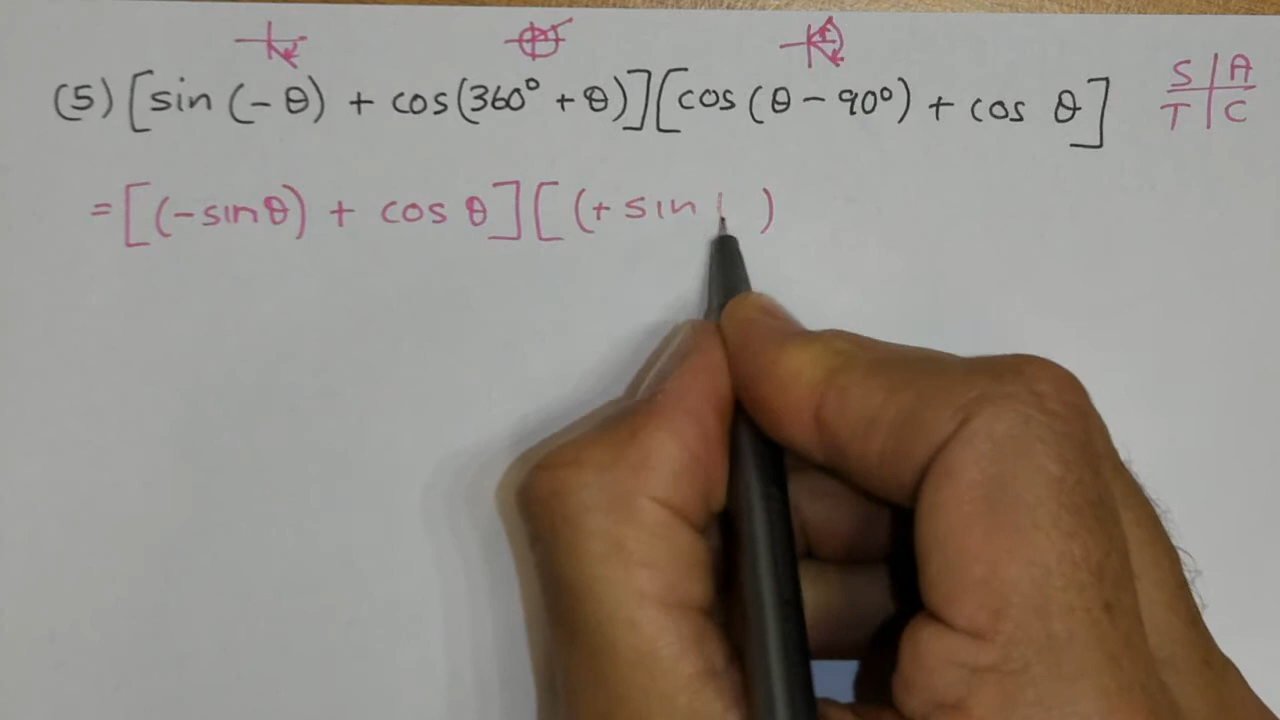 (5) [sin (-θ) + cos(360° + θ)][cos (θ - 90°) + cos θ]
S A
T C
= [(-sinθ) + cos θ][(+ sin )